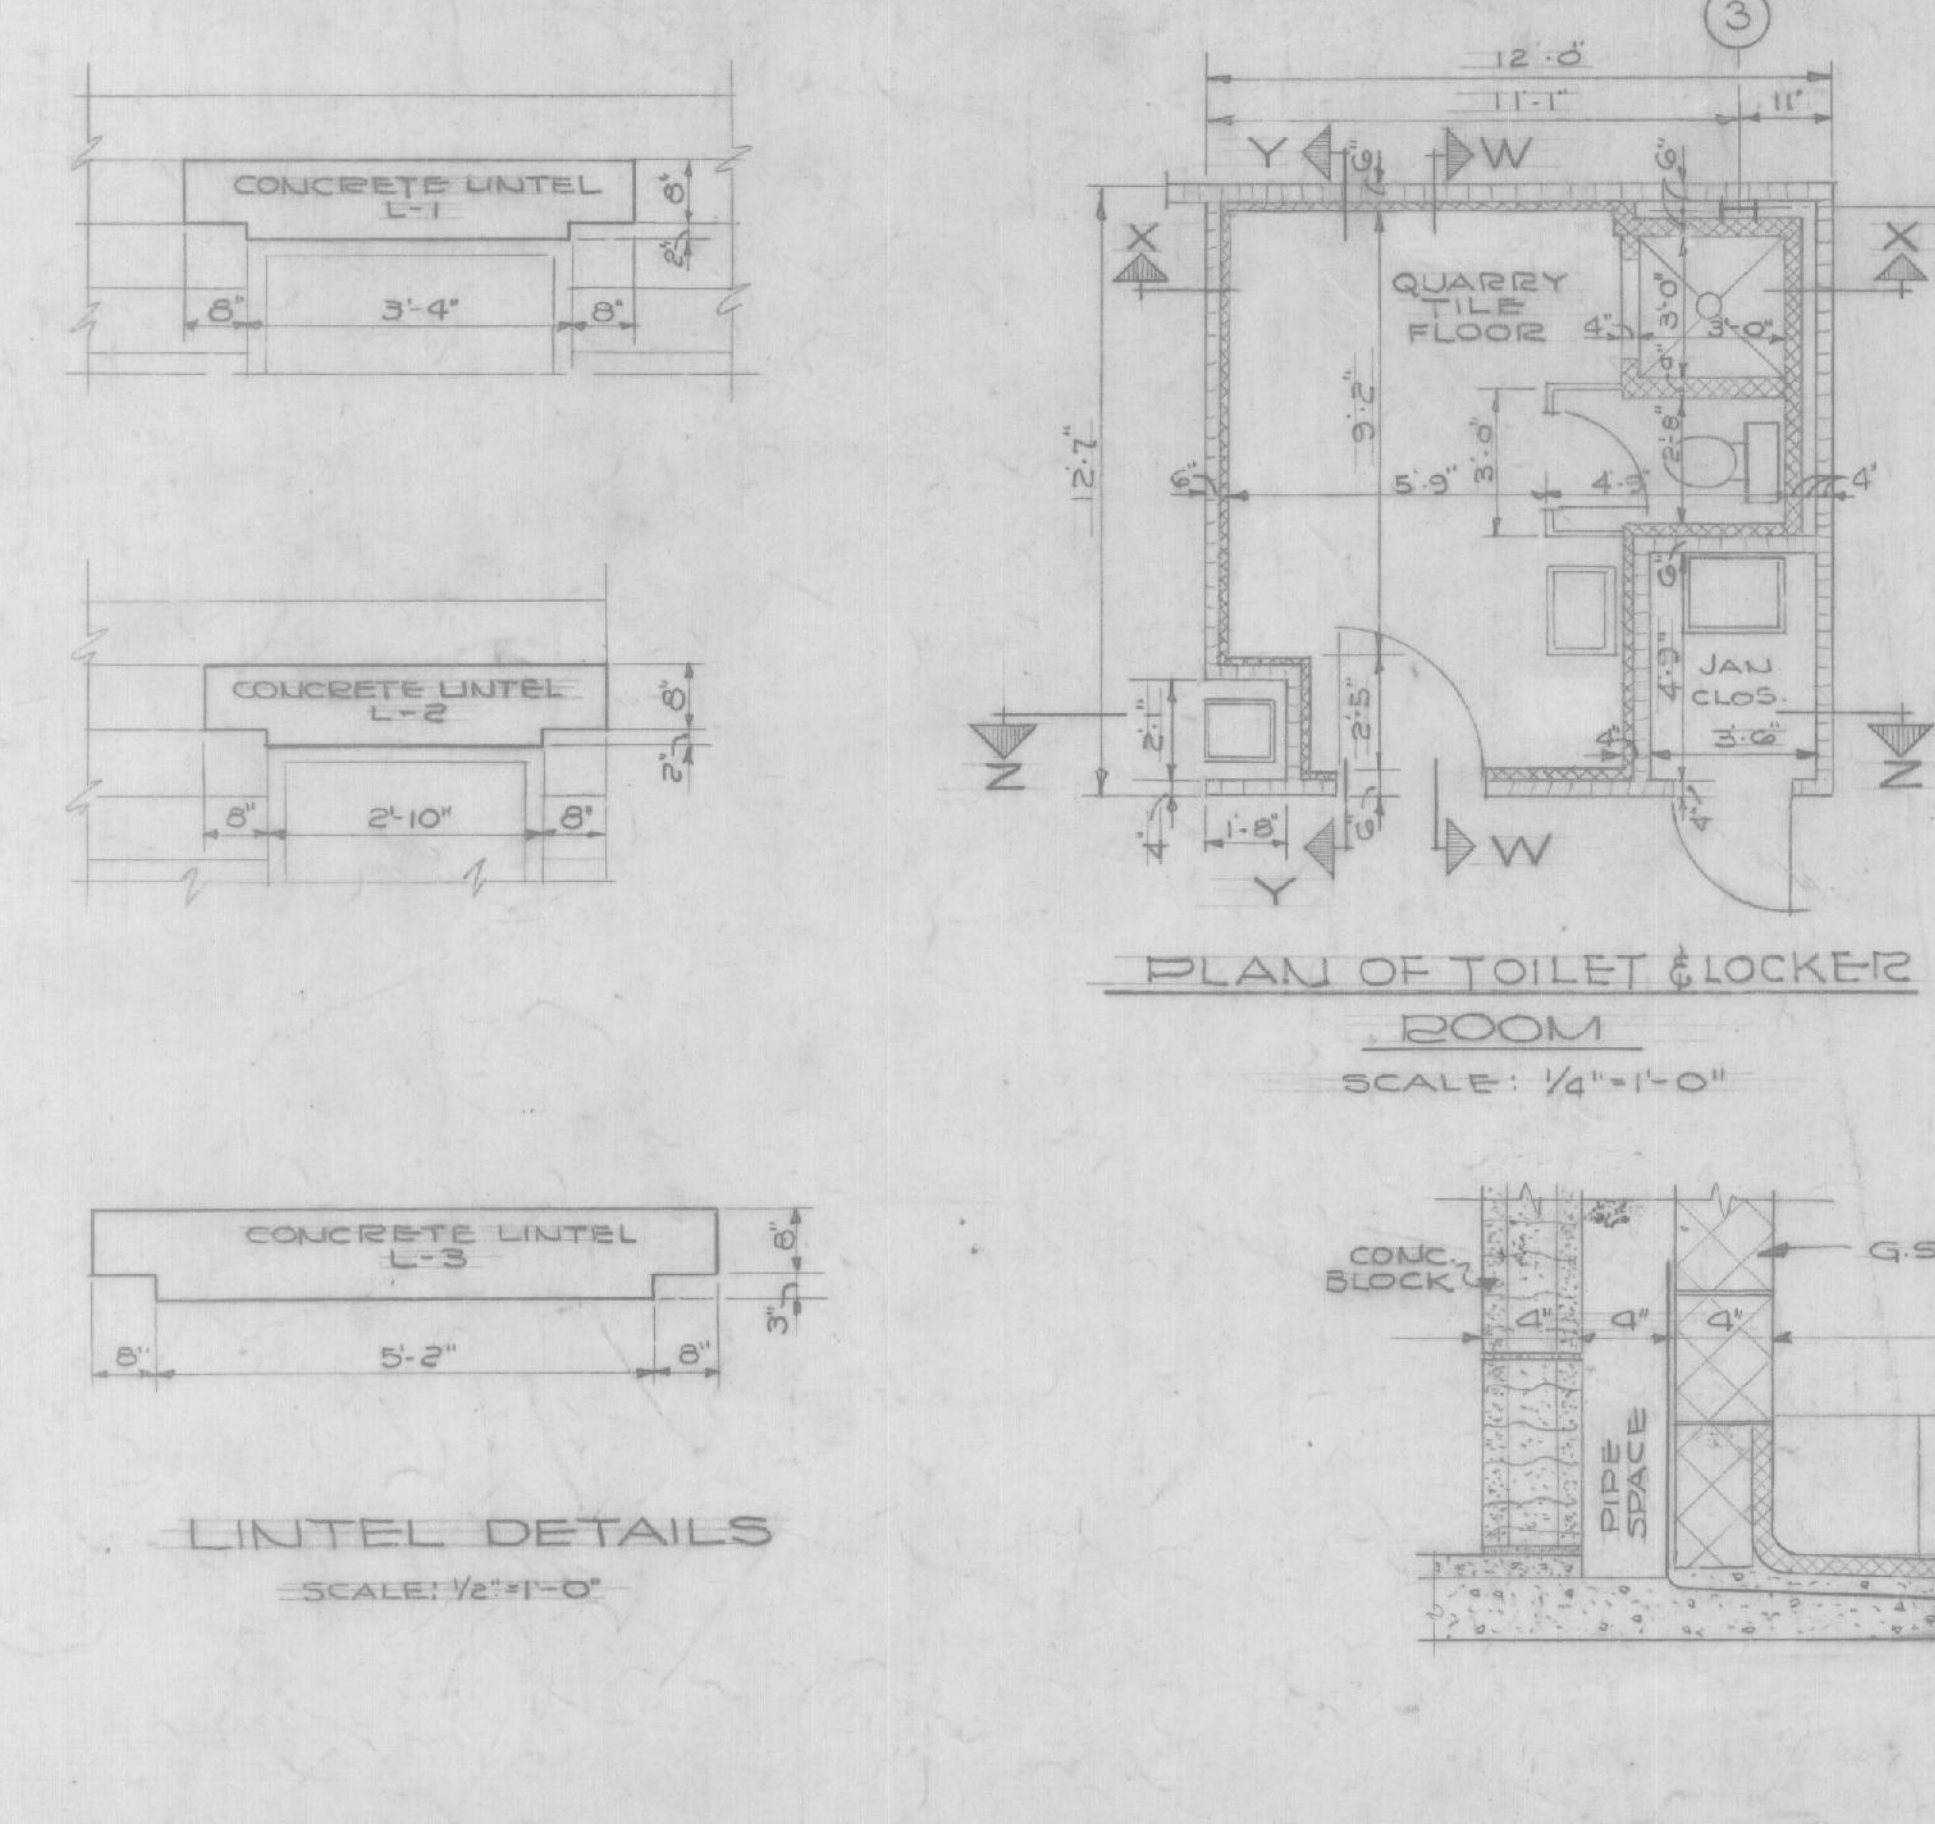 CONCRETE LINTEL
L-1
8"
2"
8"
3'-4"
8"
CONCRETE LINTEL
L-2
8"
2"
8"
2'-10"
8"
CONCRETE LINTEL
L-3
8"
3"
8"
5'-2"
8"
LINTEL DETAILS
SCALE: 1/2"=1'-0"
3
12'-0"
11'-1"
11"
Y
W
6"
6"
X
X
QUARRY
TILE
FLOOR
3'-0"
4"
3'-0"
9'-2"
3'-0"
2'-8"
12'-7"
6"
5'-9"
4'-9"
4"
6"
4'-9"
JAN
CLOS.
2'-1"
2'-5"
4"
3'-6"
Z
Z
4"
1'-8"
6"
4"
Y
W
PLAN OF TOILET & LOCKER
ROOM
SCALE: 1/4"=1'-0"
CONC.
BLOCK
G.S
4"
4"
4"
PIPE
SPACE